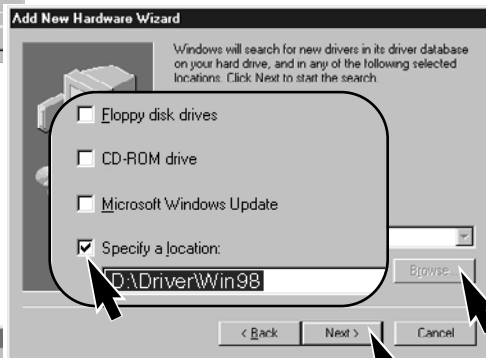 Add New Hardware Wizard
Windows will search for new drivers in its driver database
on your hard drive, and in any of the following selected
locations. Click Next to start the search.
Floppy disk drives
CD-ROM drive
Microsoft Windows Update
Specify a location:
D:\Driver\Win98
Browse...
< Back
Next >
Cancel